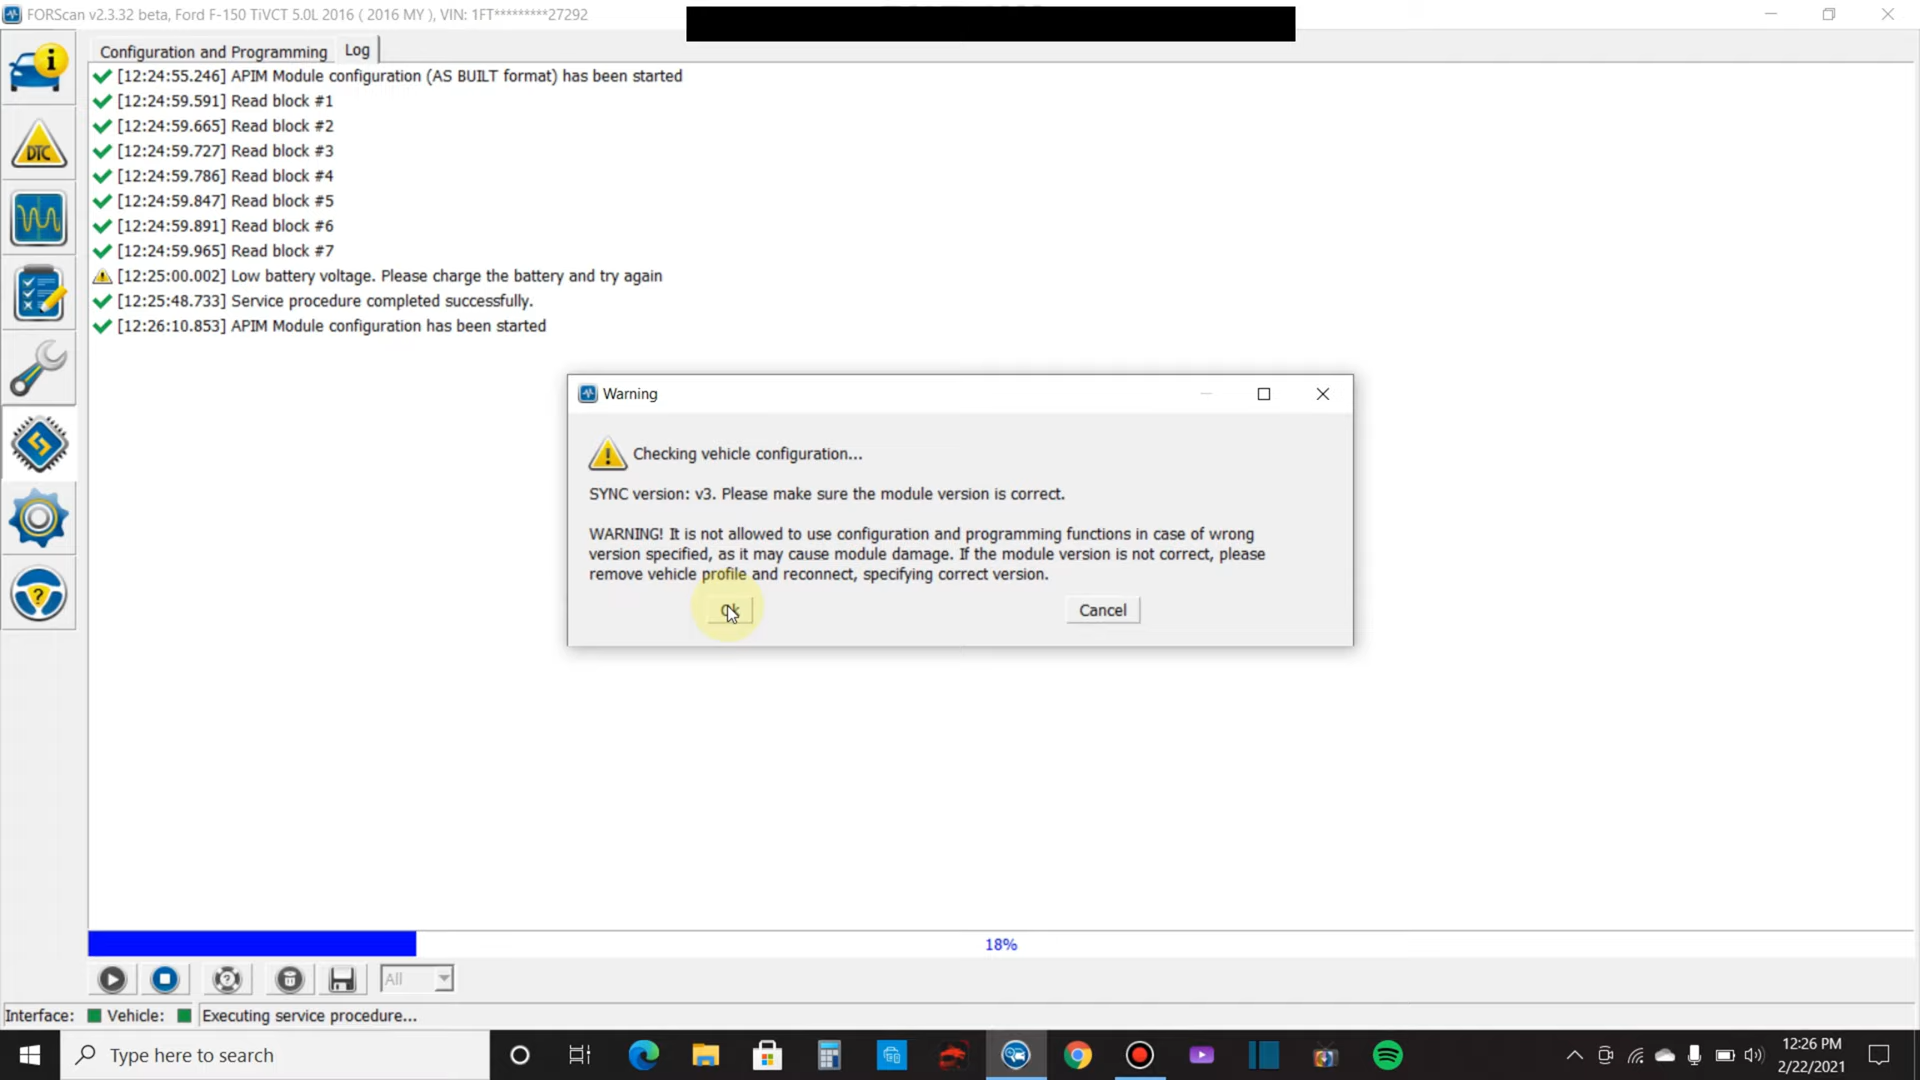 FORScan v2.3.32 beta, Ford F-150 TiVCT 5.0L 2016 ( 2016 MY ), VIN: 1FT*********27292
Configuration and Programming
Log
[12:24:55.246] APIM Module configuration (AS BUILT format) has been started
[12:24:59.591] Read block #1
[12:24:59.665] Read block #2
[12:24:59.727] Read block #3
[12:24:59.786] Read block #4
[12:24:59.847] Read block #5
[12:24:59.891] Read block #6
[12:24:59.965] Read block #7
[12:25:00.002] Low battery voltage. Please charge the battery and try again
[12:25:48.733] Service procedure completed successfully.
[12:26:10.853] APIM Module configuration has been started
DTC
Warning
Checking vehicle configuration...
SYNC version: v3. Please make sure the module version is correct.
WARNING! It is not allowed to use configuration and programming functions in case of wrong
version specified, as it may cause module damage. If the module version is not correct, please
remove vehicle profile and reconnect, specifying correct version.
Ok
Cancel
18%
All
Interface:
Vehicle:
Executing service procedure...
Type here to search
12:26 PM
2/22/2021